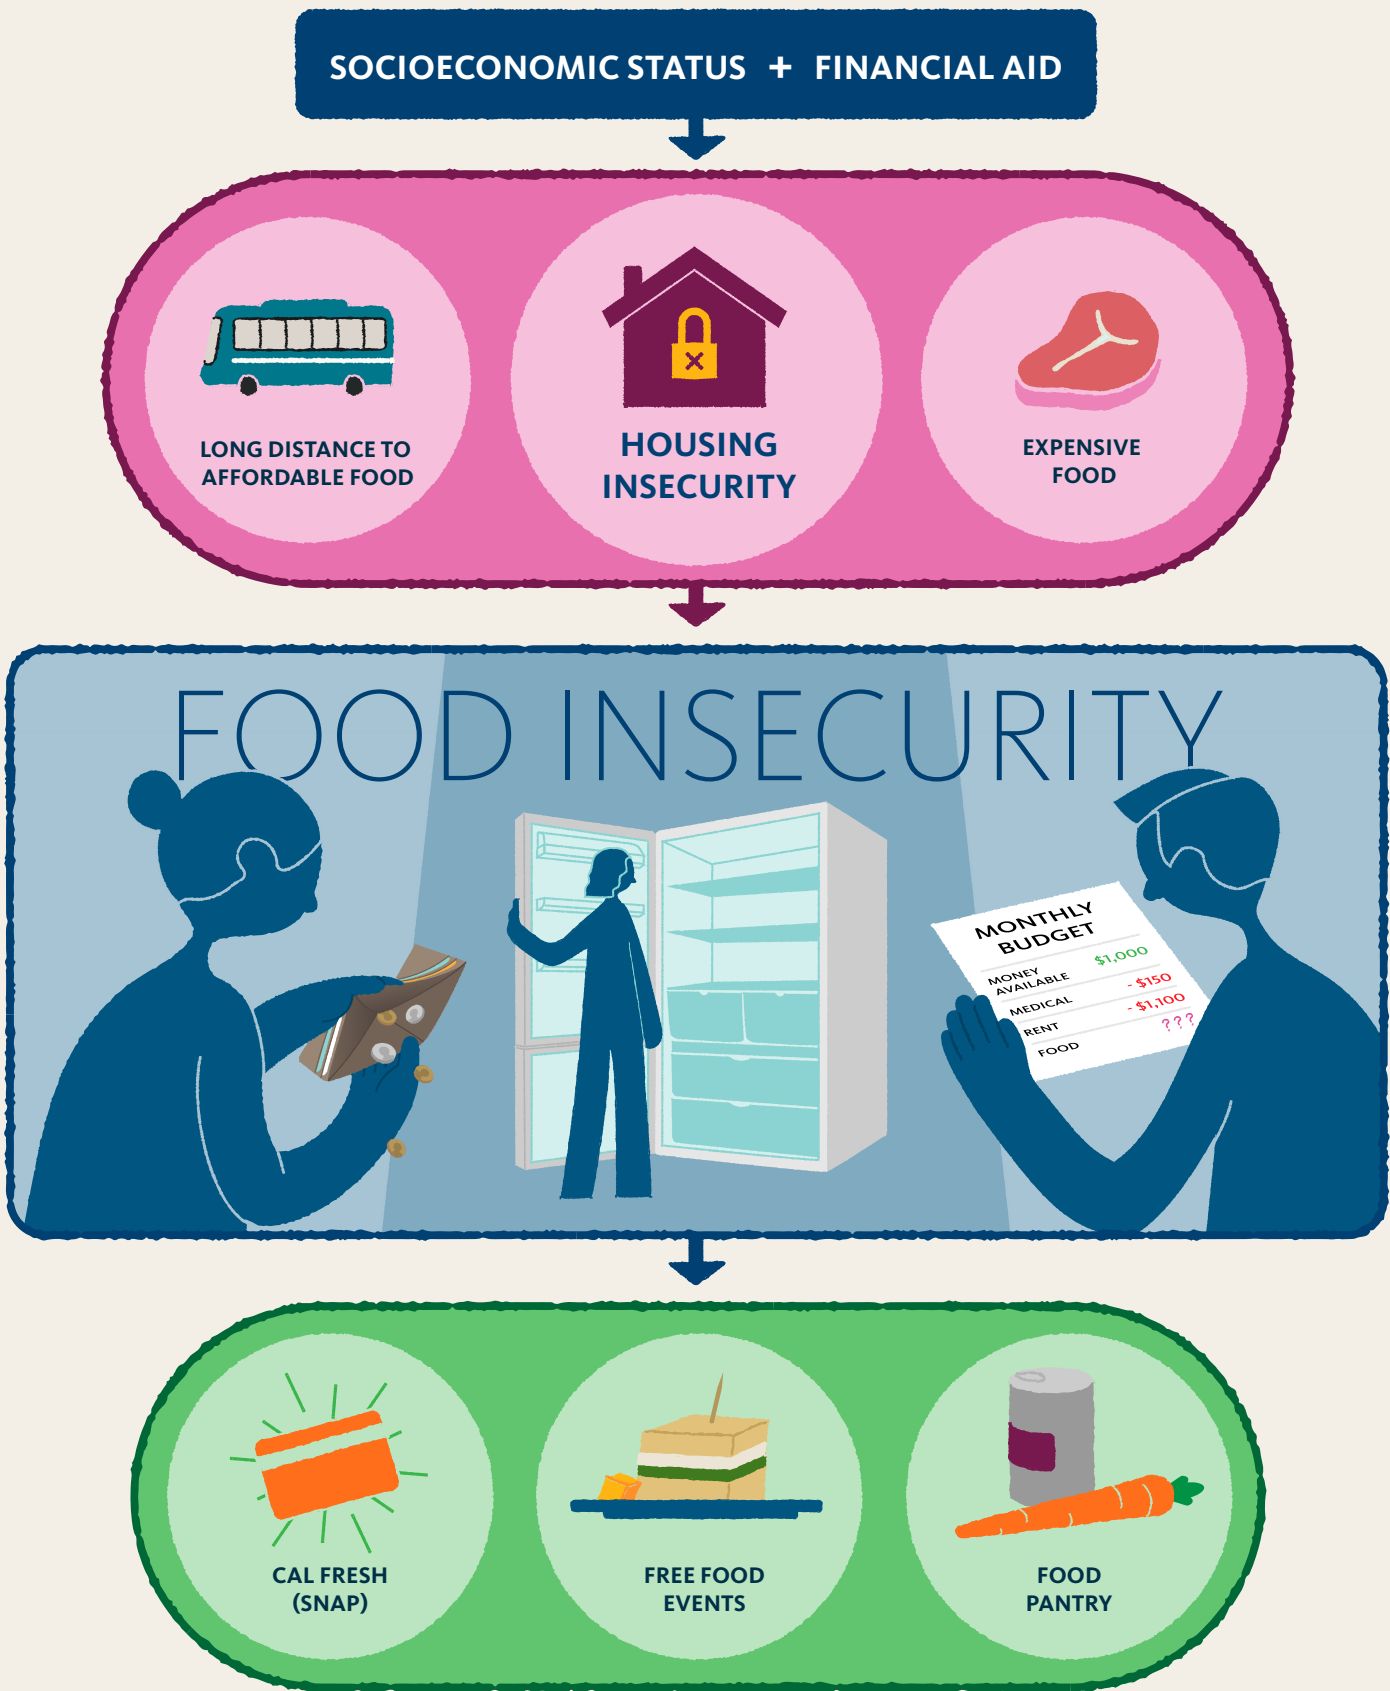 SOCIOECONOMIC STATUS + FINANCIAL AID
LONG DISTANCE TO
AFFORDABLE FOOD
HOUSING
INSECURITY
EXPENSIVE
FOOD
FOOD INSECURITY
MONTHLY
BUDGET
MONEY
AVAILABLE $1,000
MEDICAL - $150
RENT - $1,100
FOOD ???
CAL FRESH
(SNAP)
FREE FOOD
EVENTS
FOOD
PANTRY